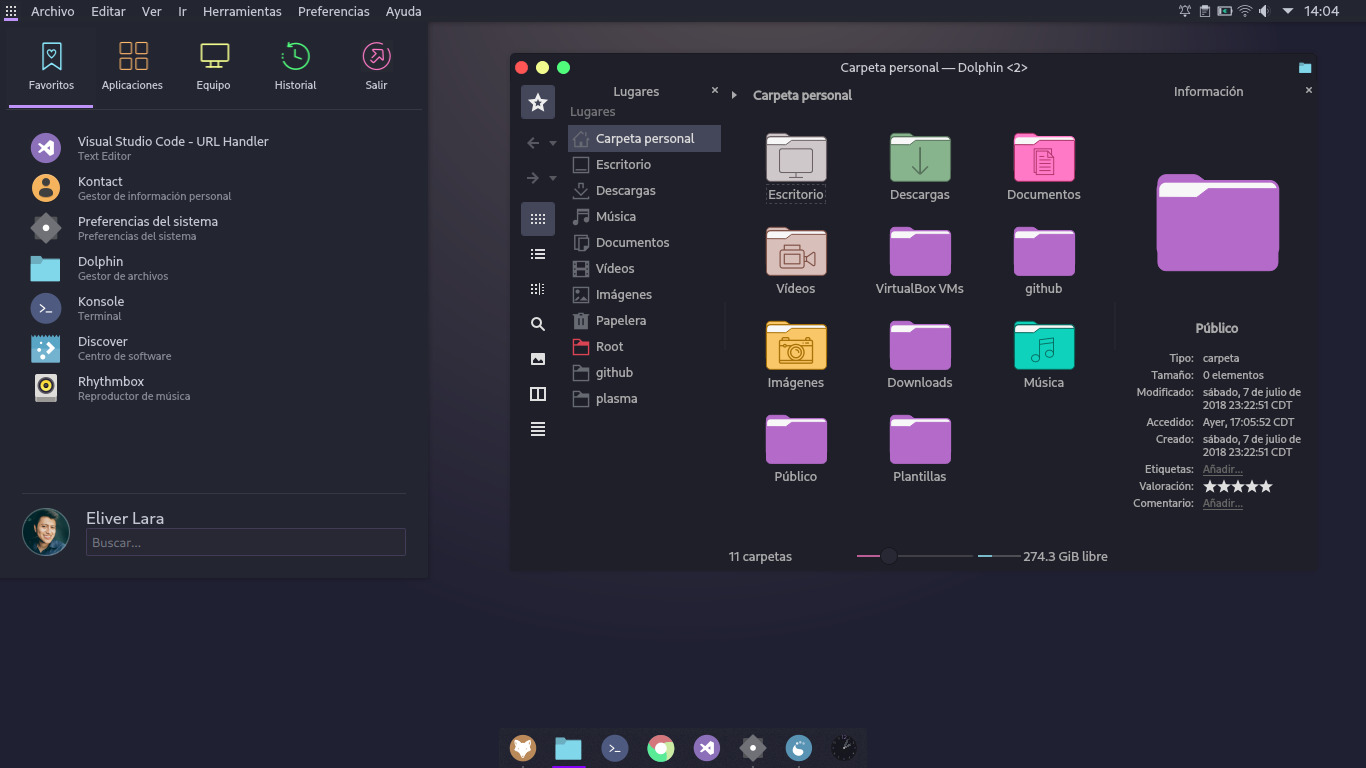 Archivo Editar Ver Ir Herramientas Preferencias Ayuda
14:04
Favoritos Aplicaciones Equipo Historial Salir
Visual Studio Code - URL Handler
Text Editor
Kontact
Gestor de información personal
Preferencias del sistema
Preferencias del sistema
Dolphin
Gestor de archivos
Konsole
Terminal
Discover
Centro de software
Rhythmbox
Reproductor de música
Eliver Lara
Buscar...
Carpeta personal — Dolphin <2>
Lugares
Lugares
Carpeta personal
Escritorio
Descargas
Música
Documentos
Vídeos
Imágenes
Papelera
Root
github
plasma
Carpeta personal
Escritorio Descargas Documentos
Vídeos VirtualBox VMs github
Imágenes Downloads Música
Público Plantillas
11 carpetas
274.3 GiB libre
Información
Público
Tipo: carpeta
Tamaño: 0 elementos
Modificado: sábado, 7 de julio de
2018 23:22:51 CDT
Accedido: Ayer, 17:05:52 CDT
Creado: sábado, 7 de julio de
2018 23:22:51 CDT
Etiquetas: Añadir...
Valoración:
Comentario: Añadir...